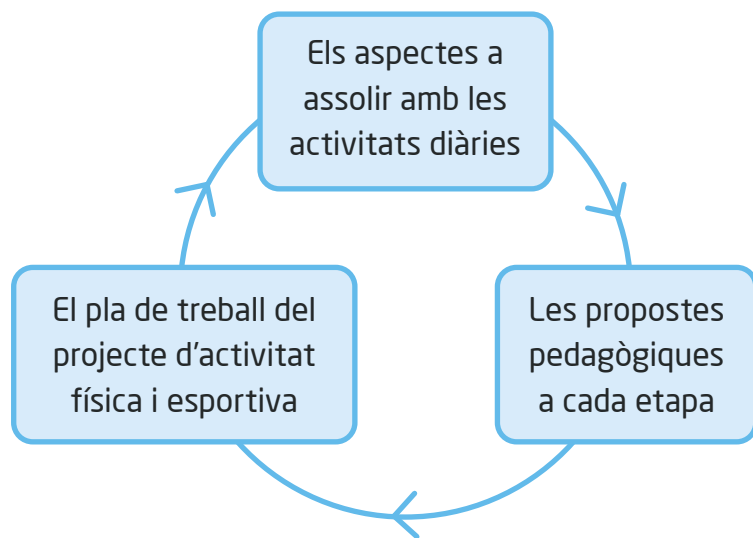 Els aspectes a
assolir amb les
activitats diàries
El pla de treball del
projecte d'activitat
física i esportiva
Les propostes
pedagògiques
a cada etapa